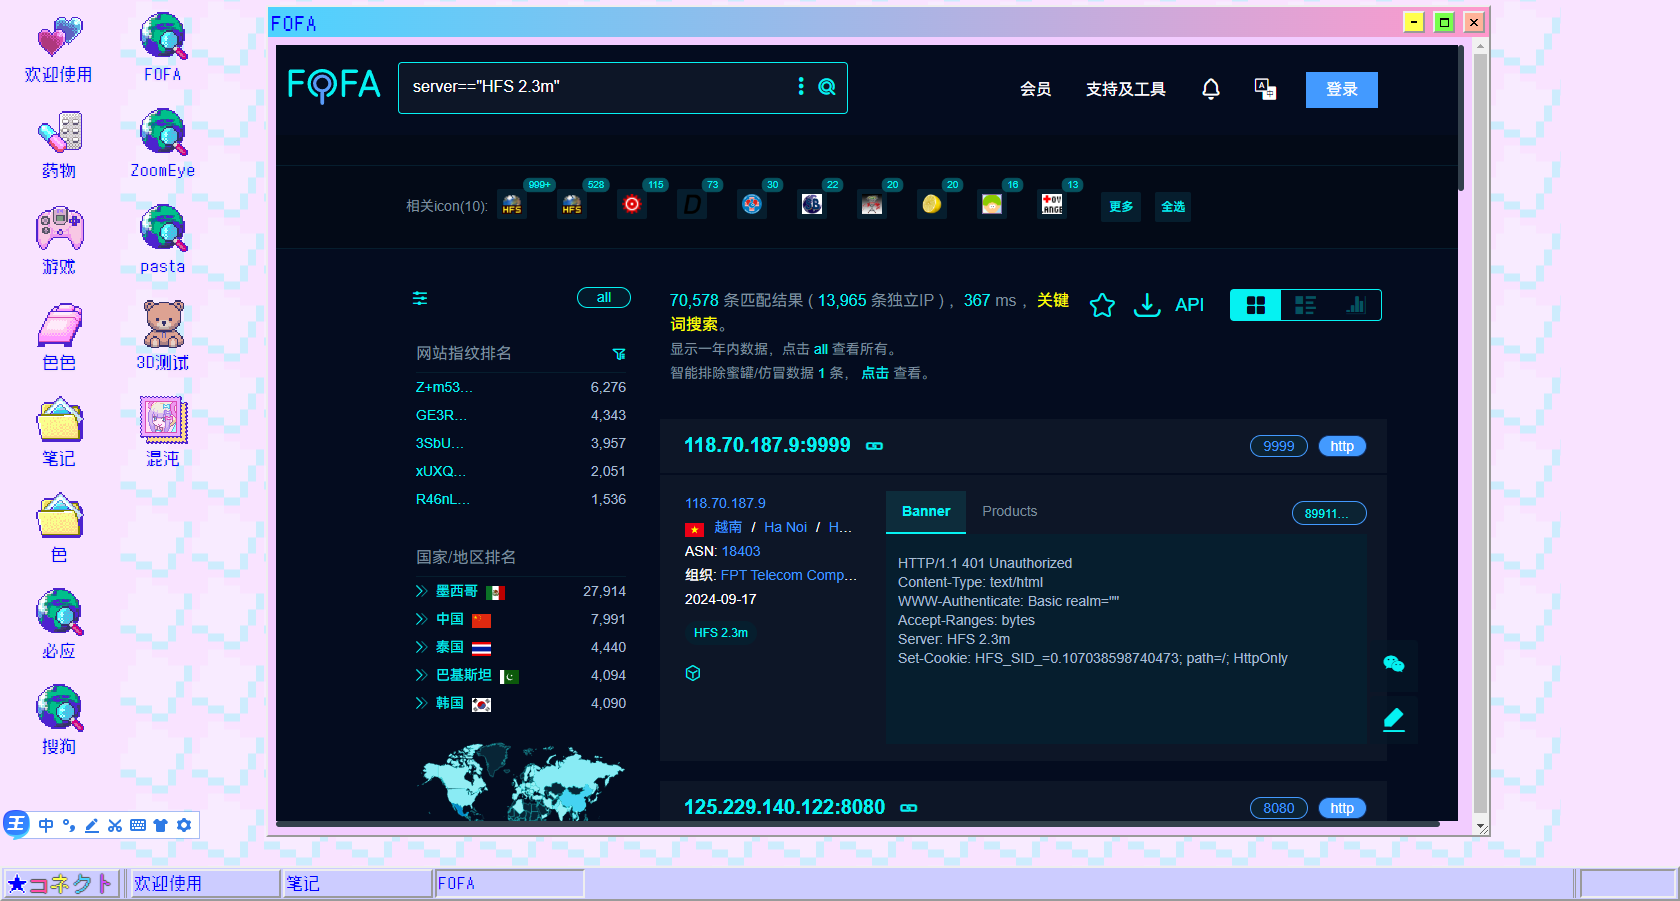 欢迎使用
药物
游戏
色色
笔记
色
必应
搜狗
FOFA
ZoomEye
pasta
3D测试
混沌
FOFA
FOFA
server=="HFS 2.3m"
会员
支持及工具
登录
相关icon(10):
999+
528
115
73
30
22
20
20
16
13
HFS
HFS
D
更多
全选
all
网站指纹排名
Z+m53... 6,276
GE3R... 4,343
3SbU... 3,957
xUXQ... 2,051
R46nL... 1,536
国家/地区排名
墨西哥 27,914
中国 7,991
泰国 4,440
巴基斯坦 4,094
韩国 4,090
70,578 条匹配结果 ( 13,965 条独立IP ) ，367 ms ，关键
词搜索。
显示一年内数据，点击 all 查看所有。
智能排除蜜罐/仿冒数据 1 条， 点击 查看。
API
118.70.187.9:9999
9999
http
118.70.187.9
越南 / Ha Noi / H...
ASN: 18403
组织: FPT Telecom Comp...
2024-09-17
HFS 2.3m
Banner
Products
89911...
HTTP/1.1 401 Unauthorized
Content-Type: text/html
WWW-Authenticate: Basic realm=""
Accept-Ranges: bytes
Server: HFS 2.3m
Set-Cookie: HFS_SID_=0.107038598740473; path=/; HttpOnly
125.229.140.122:8080
8080
http
王
中
コネクト
欢迎使用
笔记
FOFA